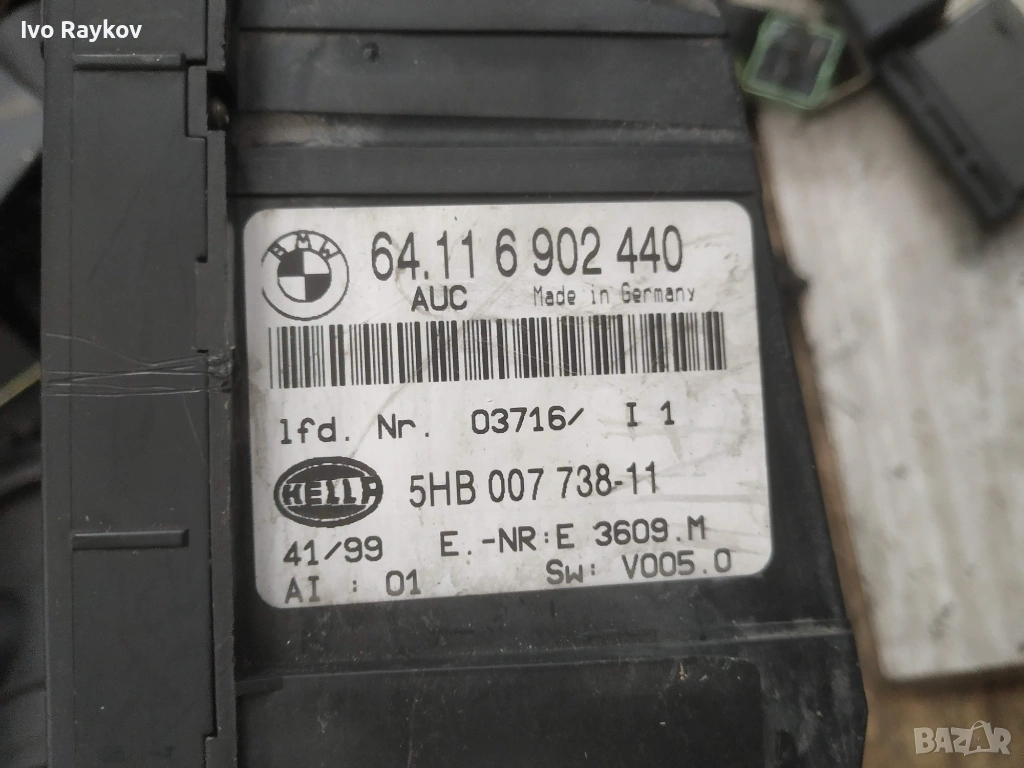 Ivo Raykov
BMW
64.11 6 902 440
AUC Made in Germany
lfd. Nr. 03716/ I 1
HELLA 5HB 007 738-11
41/99 E.-NR:E 3609.M
AI : 01 Sw: V005.0
BAZAR